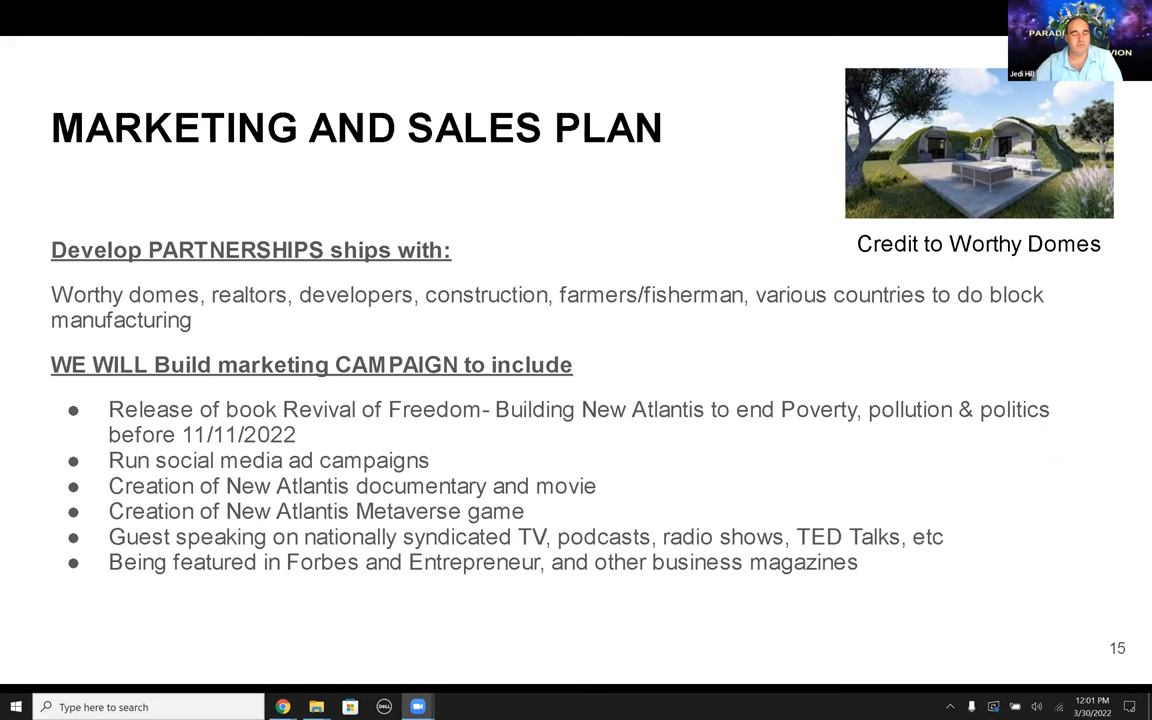 PARAD
VION
Jedi Hill
MARKETING AND SALES PLAN
Credit to Worthy Domes
Develop PARTNERSHIPS ships with:
Worthy domes, realtors, developers, construction, farmers/fisherman, various countries to do block
manufacturing
WE WILL Build marketing CAMPAIGN to include
● Release of book Revival of Freedom- Building New Atlantis to end Poverty, pollution & politics
before 11/11/2022
● Run social media ad campaigns
● Creation of New Atlantis documentary and movie
● Creation of New Atlantis Metaverse game
● Guest speaking on nationally syndicated TV, podcasts, radio shows, TED Talks, etc
● Being featured in Forbes and Entrepreneur, and other business magazines
15
Type here to search
DELL
12:01 PM
3/30/2022